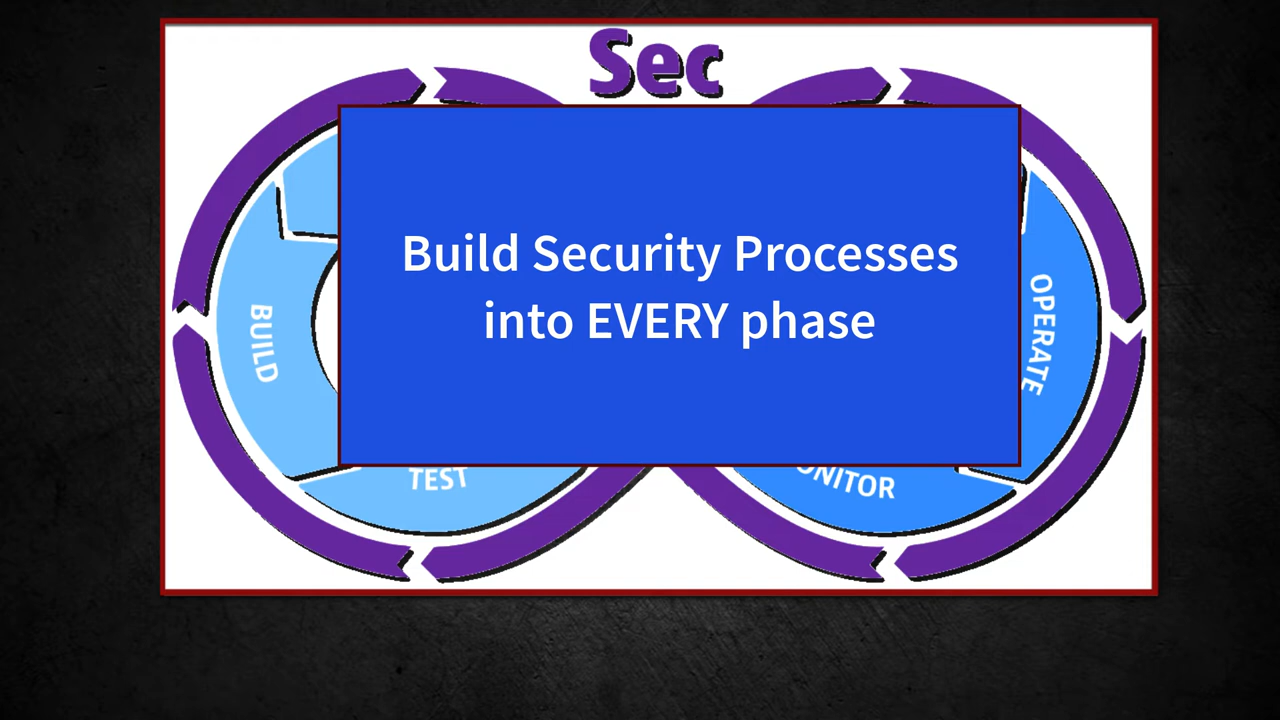 Sec
Build Security Processes
into EVERY phase
BUILD
OPERATE
TEST